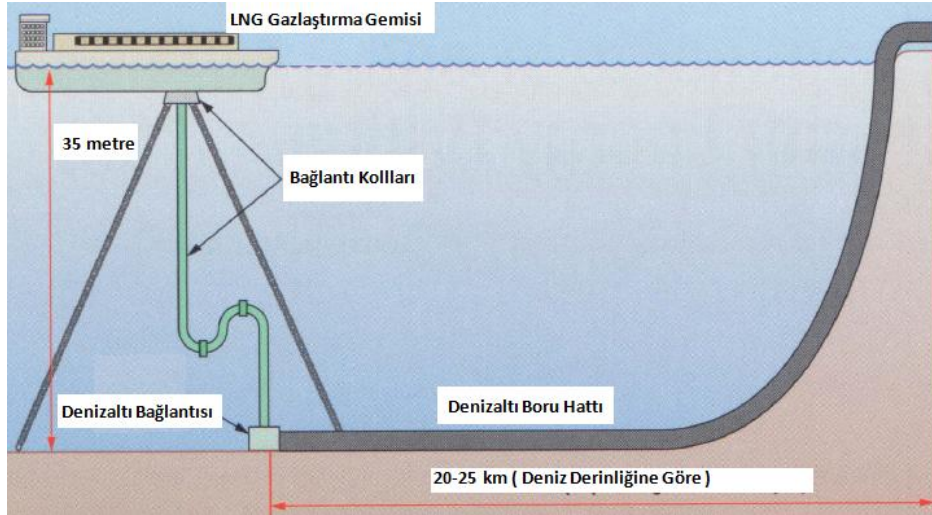 LNG Gazlaştırma Gemisi
35 metre
Bağlantı Kollları
Denizaltı Bağlantısı
Denizaltı Boru Hattı
20-25 km ( Deniz Derinliğine Göre )